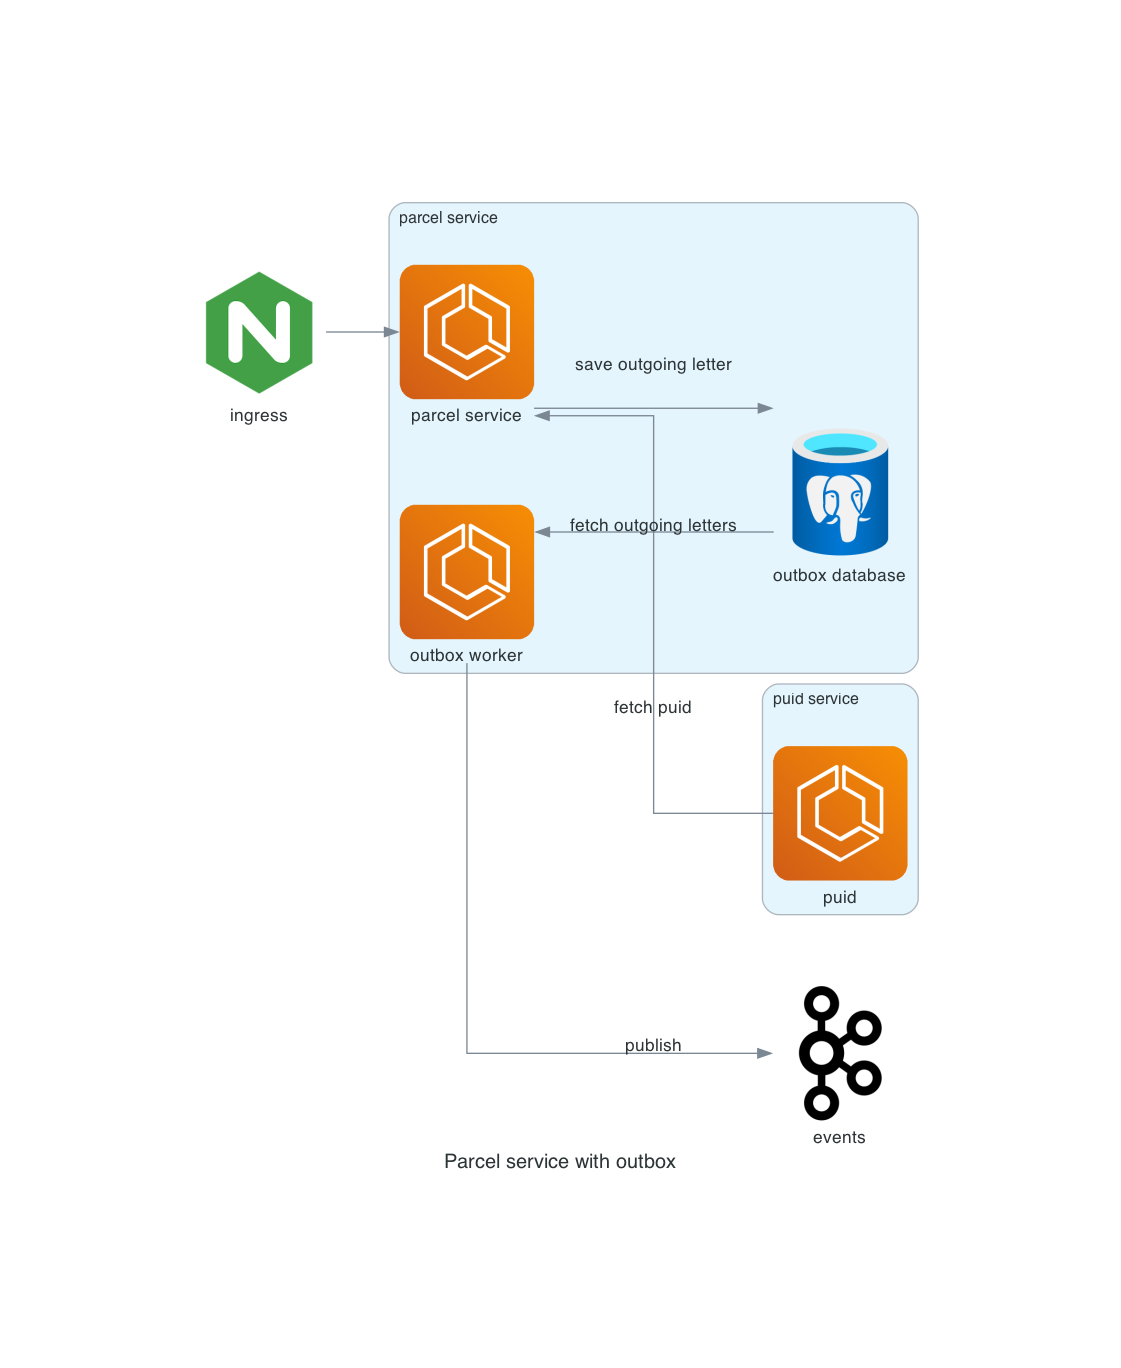 parcel service
parcel service
ingress
save outgoing letter
fetch outgoing letters
outbox database
outbox worker
fetch puid
puid service
puid
publish
events
Parcel service with outbox